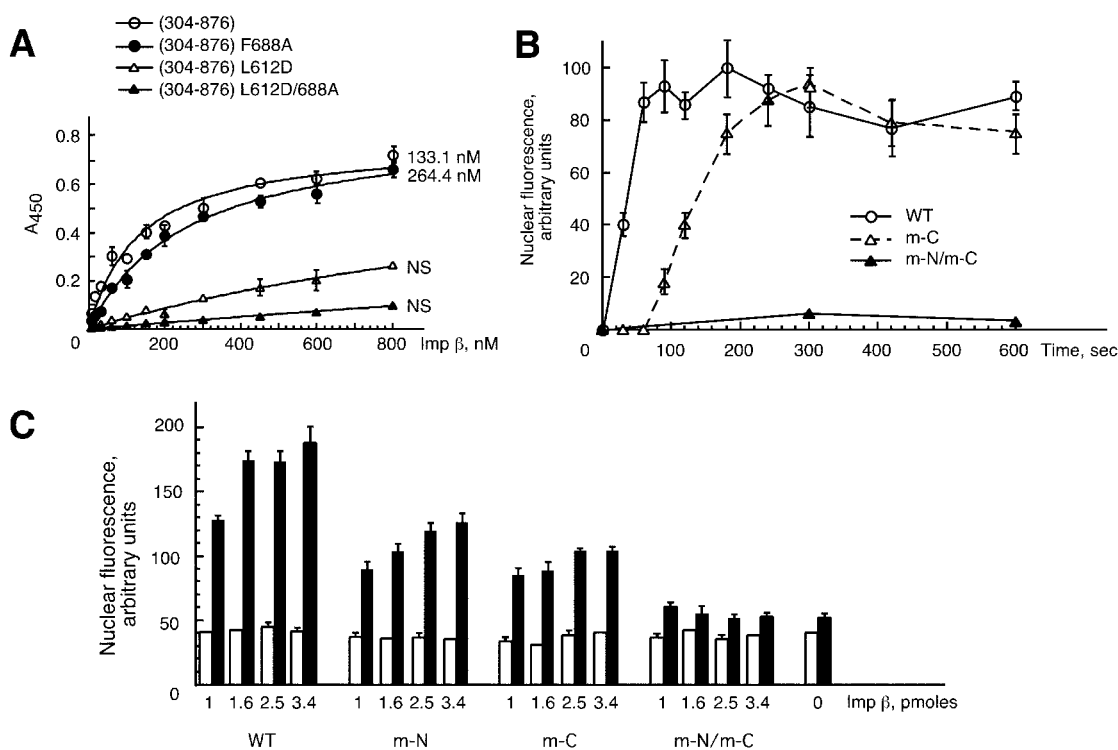 A
(304-876)
(304-876) F688A
(304-876) L612D
(304-876) L612D/688A
0.8
0.6
0.4
0.2
A450
133.1 nM
264.4 nM
NS
NS
0 200 400 600 800 Imp β, nM
B
Nuclear fluorescence,
arbitrary units
100
80
60
40
20
WT
m-C
m-N/m-C
0 100 200 300 400 500 600 Time, sec
C
Nuclear fluorescence,
arbitrary units
200
150
100
50
0
1 1.6 2.5 3.4 1 1.6 2.5 3.4 1 1.6 2.5 3.4 1 1.6 2.5 3.4 0 Imp β, pmoles
WT m-N m-C m-N/m-C